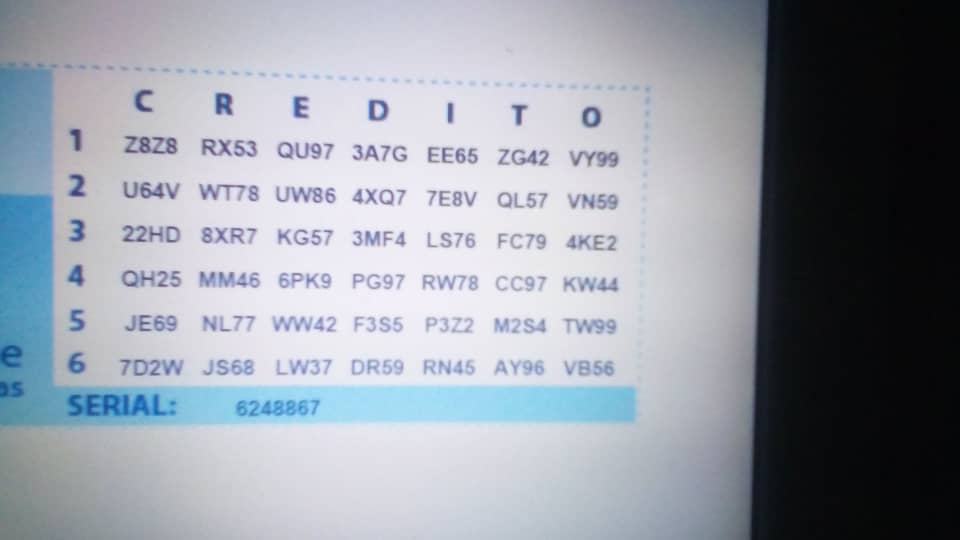 C R E D I T O
1 Z8Z8 RX53 QU97 3A7G EE65 ZG42 VY99
2 U64V WT78 UW86 4XQ7 7E8V QL57 VN59
3 22HD 8XR7 KG57 3MF4 LS76 FC79 4KE2
4 QH25 MM46 6PK9 PG97 RW78 CC97 KW44
5 JE69 NL77 WW42 F3S5 P3Z2 M2S4 TW99
e 6 7D2W JS68 LW37 DR59 RN45 AY96 VB56
as SERIAL: 6248867